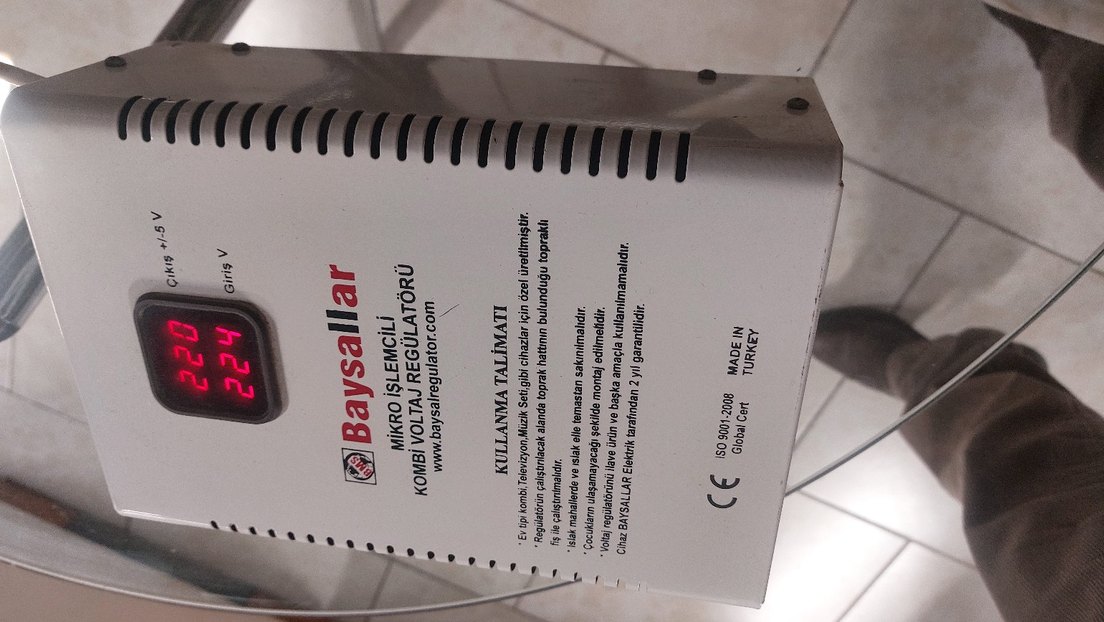 Çıkış +/-5 V
220
Giriş V
224
BMS
Baysallar
MİKRO İŞLEMCİLİ
KOMBİ VOLTAJ REGÜLATÖRÜ
www.baysalregulator.com
KULLANMA TALİMATI
* Ev tipi kombi,Televizyon,Müzik Seti;gibi cihazlar için özel üretilmiştir.
* Regülatörün çalıştırılacak alanda toprak hattının bulunduğu topraklı
fiş ile çalıştırılmalıdır.
* Islak mahallerde ve ıslak elle temastan sakınılmalıdır.
* Çocukların ulaşamayacağı şekilde montaj edilmelidir.
* Voltaj regülatörünü ilave ürün ve başka amaçla kullanılmamalıdır.
Cihaz BAYSALLAR Elektrik tarafından 2 yıl garantilidir.
CE
ISO 9001-2008
Global Cert
MADE IN
TURKEY